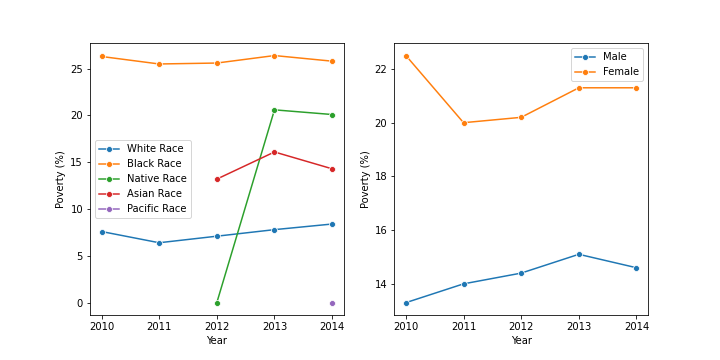 25
20
15
10
5
0
Poverty (%)
White Race
Black Race
Native Race
Asian Race
Pacific Race
2010 2011 2012 2013 2014
Year
22
20
18
16
14
Poverty (%)
Male
Female
2010 2011 2012 2013 2014
Year